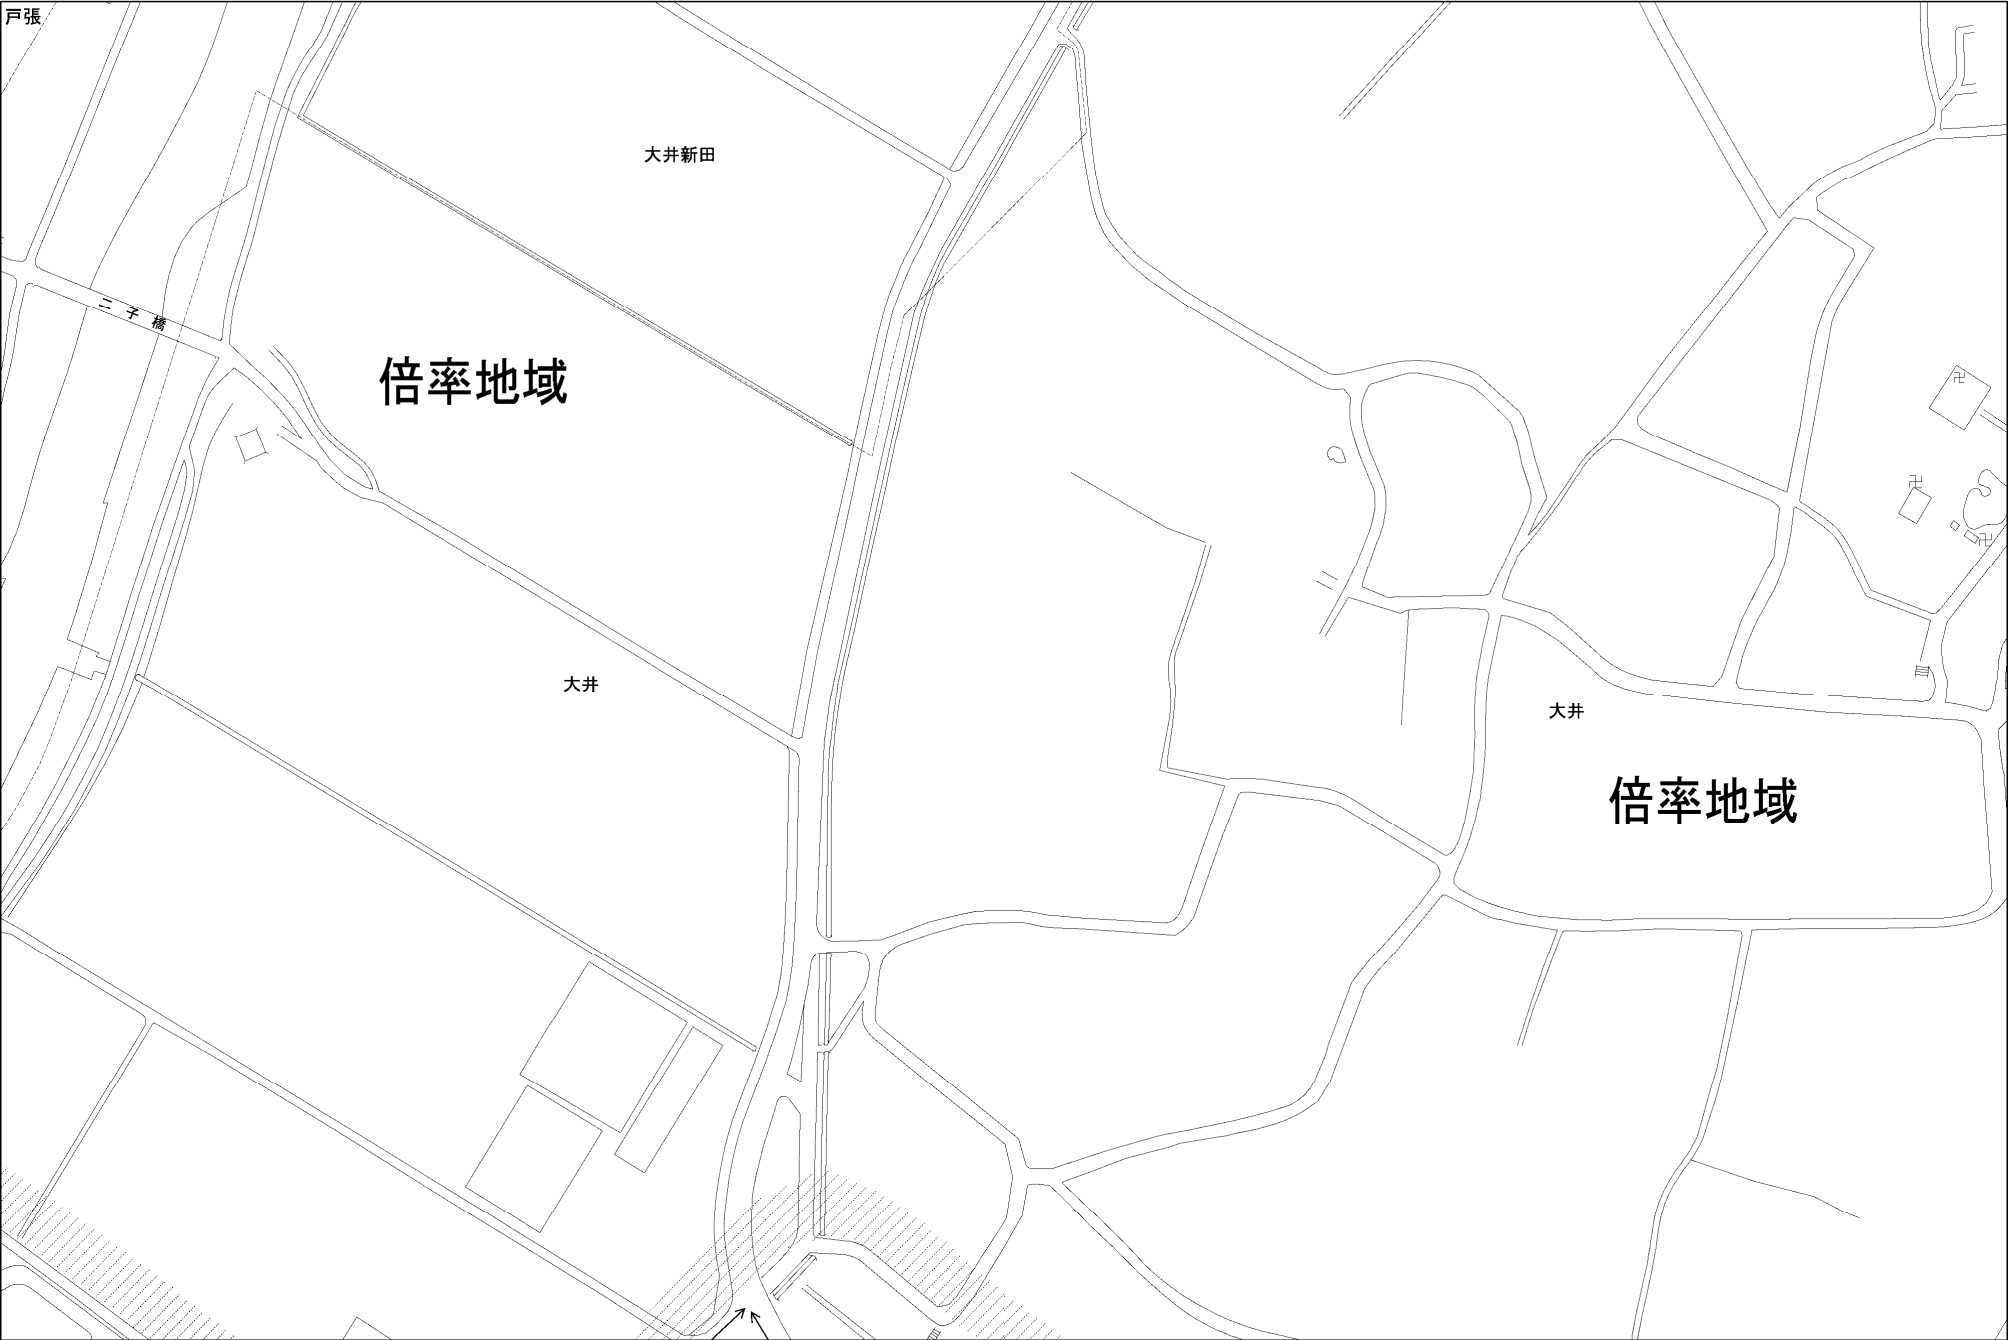 戸張
大井新田
二子橋
倍率地域
大井
大井
倍率地域